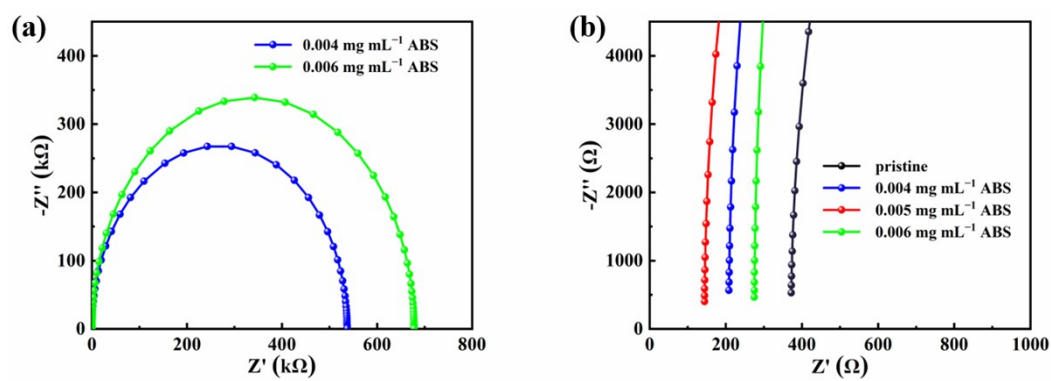 (a)
400
300
200
100
0
-Z'' (kΩ)
0.004 mg mL⁻¹ ABS
0.006 mg mL⁻¹ ABS
0 200 400 600 800
Z' (kΩ)
(b)
4000
3000
2000
1000
0
-Z'' (Ω)
pristine
0.004 mg mL⁻¹ ABS
0.005 mg mL⁻¹ ABS
0.006 mg mL⁻¹ ABS
0 200 400 600 800 1000
Z' (Ω)